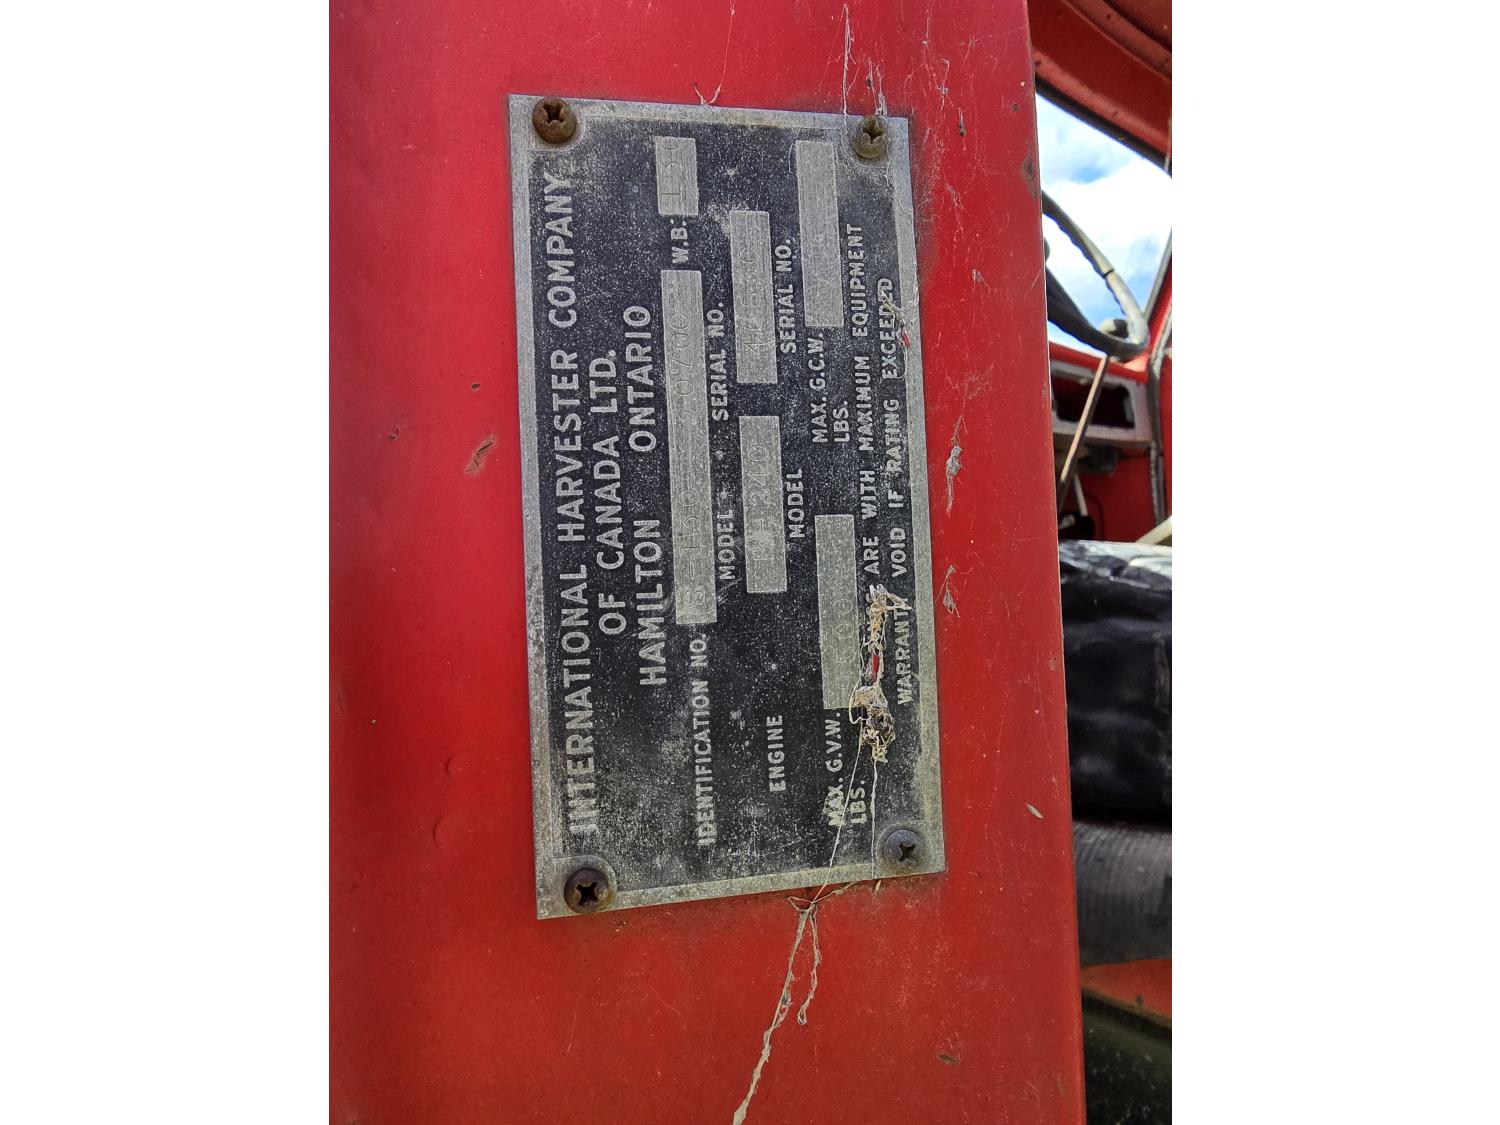 INTERNATIONAL HARVESTER COMPANY
OF CANADA LTD.
HAMILTON ONTARIO
IDENTIFICATION NO. W.B.
MODEL SERIAL NO.
ENGINE 240
MODEL SERIAL NO.
MAX. G.V.W. LBS. MAX. G.C.W. LBS.
ARE WITH MAXIMUM EQUIPMENT
WARRANTY VOID IF RATING EXCEEDED